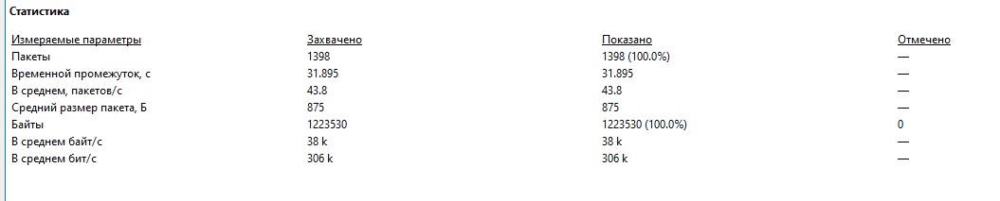 Статистика
Измеряемые параметры Захвачено Показано Отмечено
Пакеты 1398 1398 (100.0%) —
Временной промежуток, с 31.895 31.895 —
В среднем, пакетов/с 43.8 43.8 —
Средний размер пакета, Б 875 875 —
Байты 1223530 1223530 (100.0%) 0
В среднем байт/с 38 k 38 k —
В среднем бит/с 306 k 306 k —